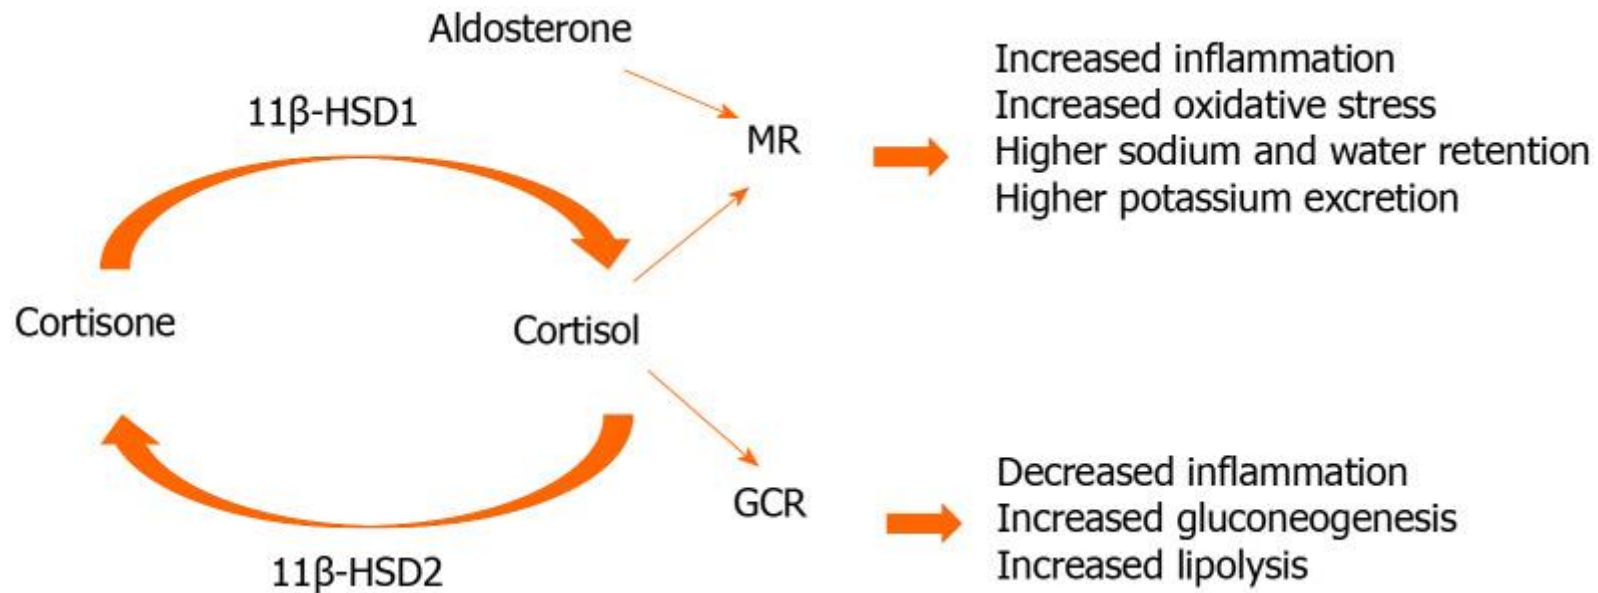 Aldosterone
11β-HSD1
MR
Increased inflammation
Increased oxidative stress
Higher sodium and water retention
Higher potassium excretion
Cortisone
Cortisol
GCR
Decreased inflammation
Increased gluconeogenesis
Increased lipolysis
11β-HSD2